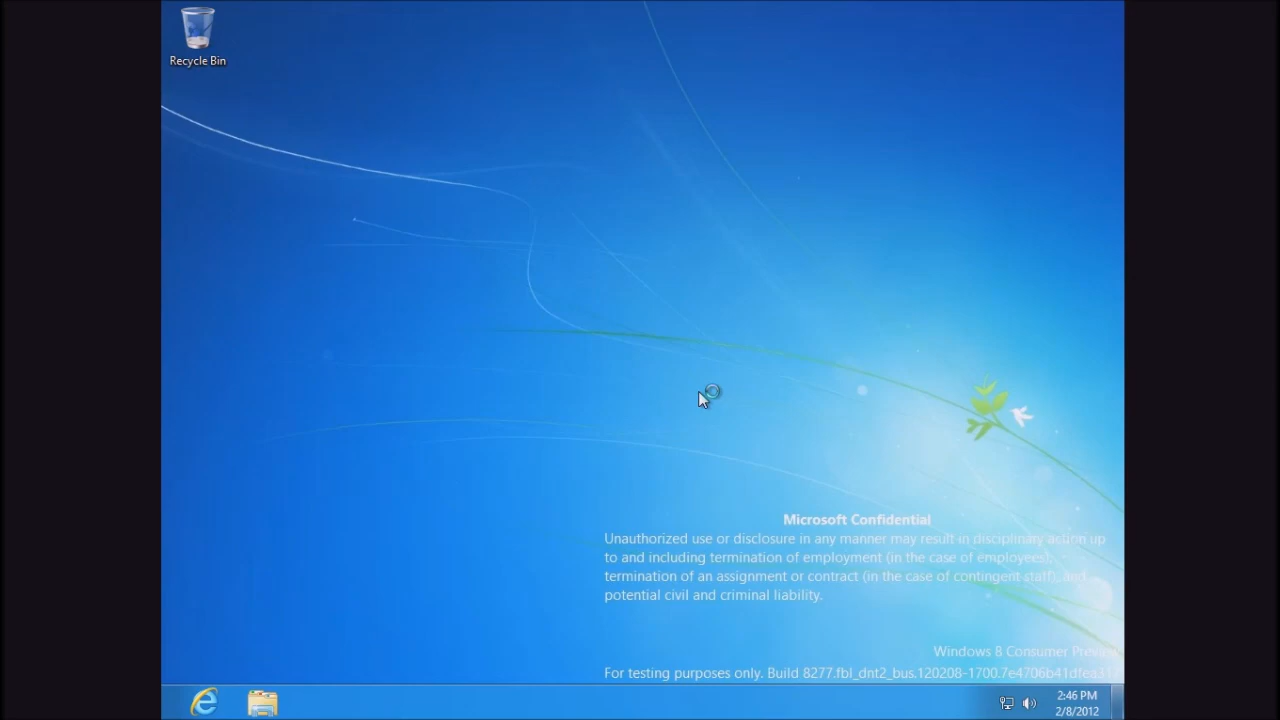 Recycle Bin
Microsoft Confidential
Unauthorized use or disclosure in any manner may result in disciplinary action up
to and including termination of employment (in the case of employees),
termination of an assignment or contract (in the case of contingent staff), and
potential civil and criminal liability.
Windows 8 Consumer
For testing purposes only. Build 8277.fbl_dnt2_bus.120208-1700.7e4706b41dfea31
2:46 PM
2/8/2012